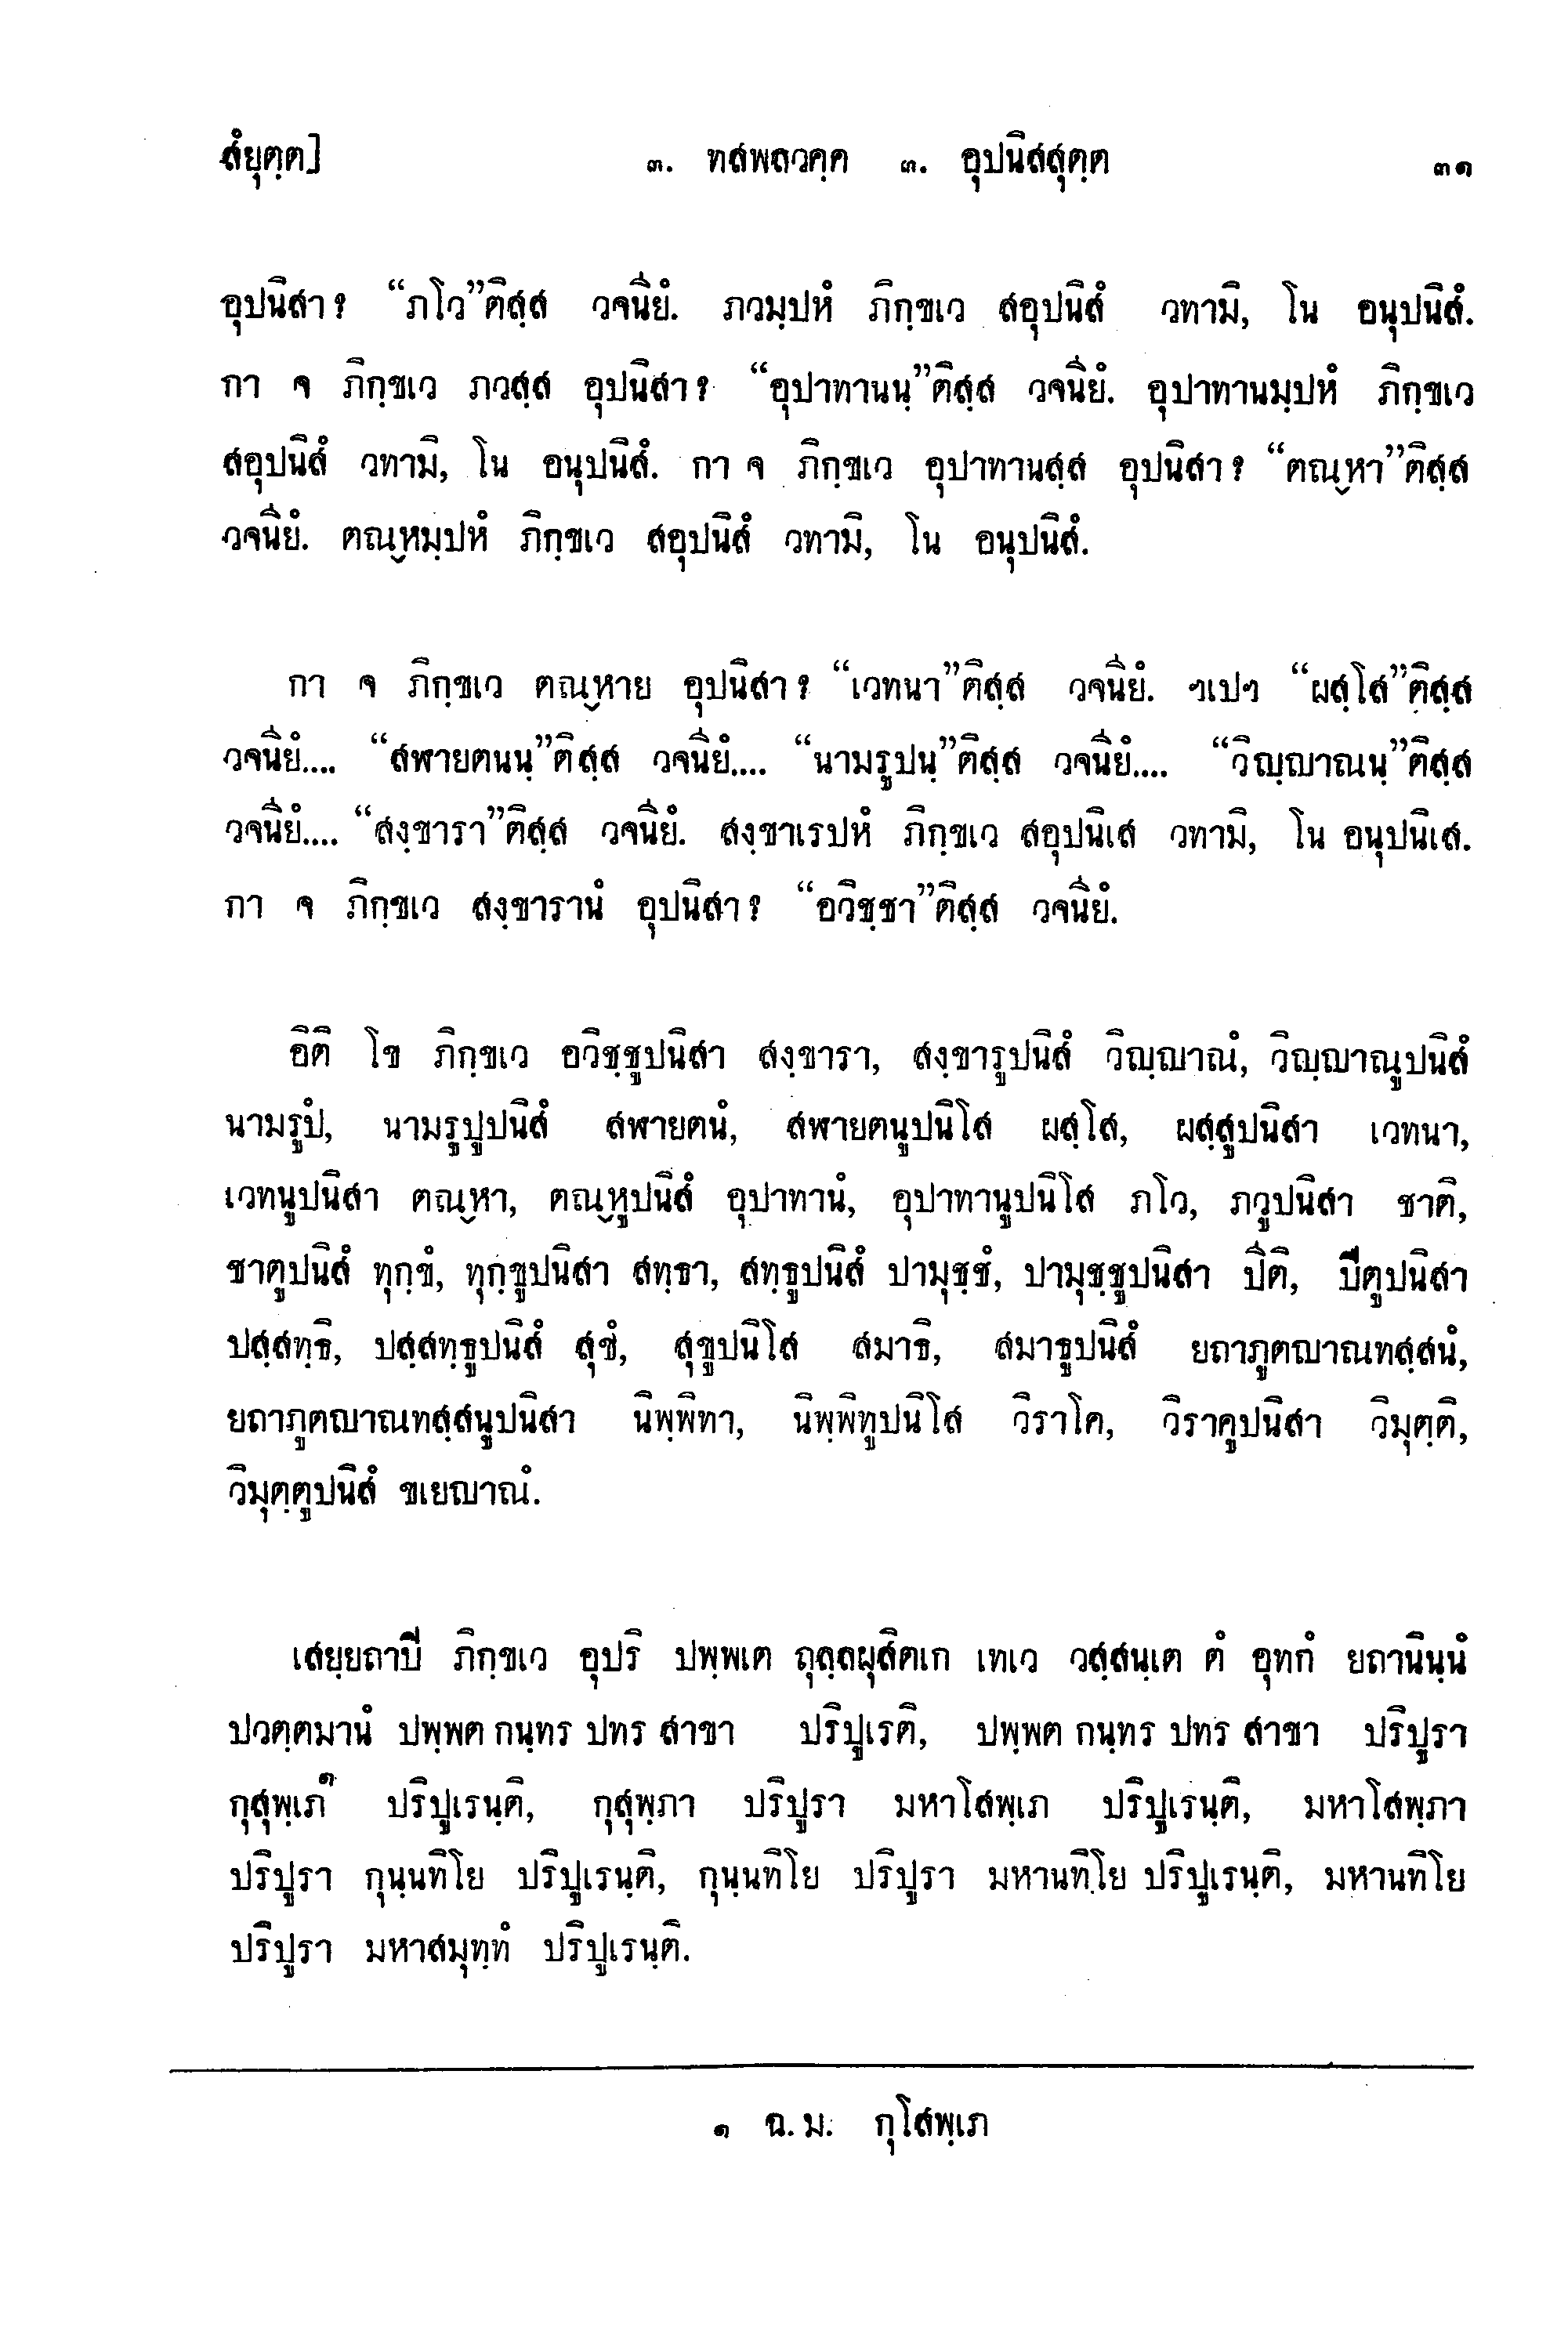 สํยุตฺต] ๓. ทสพลวคฺค ๓. อุปนิสสุตฺต ๓๑
อุปนิสา? “ภโว”ติสฺส วจนียํ. ภวมฺปหํ ภิกฺขเว สอุปนิสํ วทามิ, โน อนุปนิสํ.
กา จ ภิกฺขเว ภวสฺส อุปนิสา? “อุปาทานนฺ”ติสฺส วจนียํ. อุปาทานมฺปหํ ภิกฺขเว
สอุปนิสํ วทามิ, โน อนุปนิสํ. กา จ ภิกฺขเว อุปาทานสฺส อุปนิสา? “ตณฺหา”ติสฺส
วจนียํ. ตณฺหมฺปหํ ภิกฺขเว สอุปนิสํ วทามิ, โน อนุปนิสํ.
กา จ ภิกฺขเว ตณฺหาย อุปนิสา? “เวทนา”ติสฺส วจนียํ. ฯเปฯ “ผสฺโส”ติสฺส
วจนียํ.... “สฬายตนนฺ”ติสฺส วจนียํ.... “นามรูปนฺ”ติสฺส วจนียํ.... “วิญฺญาณนฺ”ติสฺส
วจนียํ.... “สงฺขารา”ติสฺส วจนียํ. สงฺขาเรปหํ ภิกฺขเว สอุปนิเส วทามิ, โน อนุปนิเส.
กา จ ภิกฺขเว สงฺขารานํ อุปนิสา? “อวิชฺชา”ติสฺส วจนียํ.
อิติ โข ภิกฺขเว อวิชฺชูปนิสา สงฺขารา, สงฺขารูปนิสํ วิญฺญาณํ, วิญฺญาณูปนิสํ
นามรูปํ, นามรูปูปนิสํ สฬายตนํ, สฬายตนูปนิโส ผสฺโส, ผสฺสูปนิสา เวทนา,
เวทนูปนิสา ตณฺหา, ตณฺหูปนิสํ อุปาทานํ, อุปาทานูปนิโส ภโว, ภวูปนิสา ชาติ,
ชาตูปนิสํ ทุกฺขํ, ทุกฺขูปนิสา สทฺธา, สทฺธูปนิสํ ปามุชฺชํ, ปามุชฺชูปนิสา ปีติ, ปีตูปนิสา
ปสฺสทฺธิ, ปสฺสทฺธูปนิสํ สุขํ, สุขูปนิโส สมาธิ, สมาธูปนิสํ ยถาภูตญาณทสฺสนํ,
ยถาภูตญาณทสฺสนูปนิสา นิพฺพิทา, นิพฺพิทูปนิโส วิราโค, วิราคูปนิสา วิมุตฺติ,
วิมุตฺตูปนิสํ ขเยญาณํ.
เสยฺยถาปิ ภิกฺขเว อุปริ ปพฺพเต ถุลฺลผุสิตเก เทเว วสฺสนฺเต ตํ อุทกํ ยถานินฺนํ
ปวตฺตมานํ ปพฺพต กนฺทร ปทร สาขา ปริปูเรติ, ปพฺพต กนฺทร ปทร สาขา ปริปูรา
กุสุพฺเภ๑ ปริปูเรนฺติ, กุสุพฺภา ปริปูรา มหาโสพฺเภ ปริปูเรนฺติ, มหาโสพฺภา
ปริปูรา กุนฺนทิโย ปริปูเรนฺติ, กุนฺนทิโย ปริปูรา มหานทิโย ปริปูเรนฺติ, มหานทิโย
ปริปูรา มหาสมุทฺทํ ปริปูเรนฺติ.
๑ ฉ. ม. กุโสพฺเภ